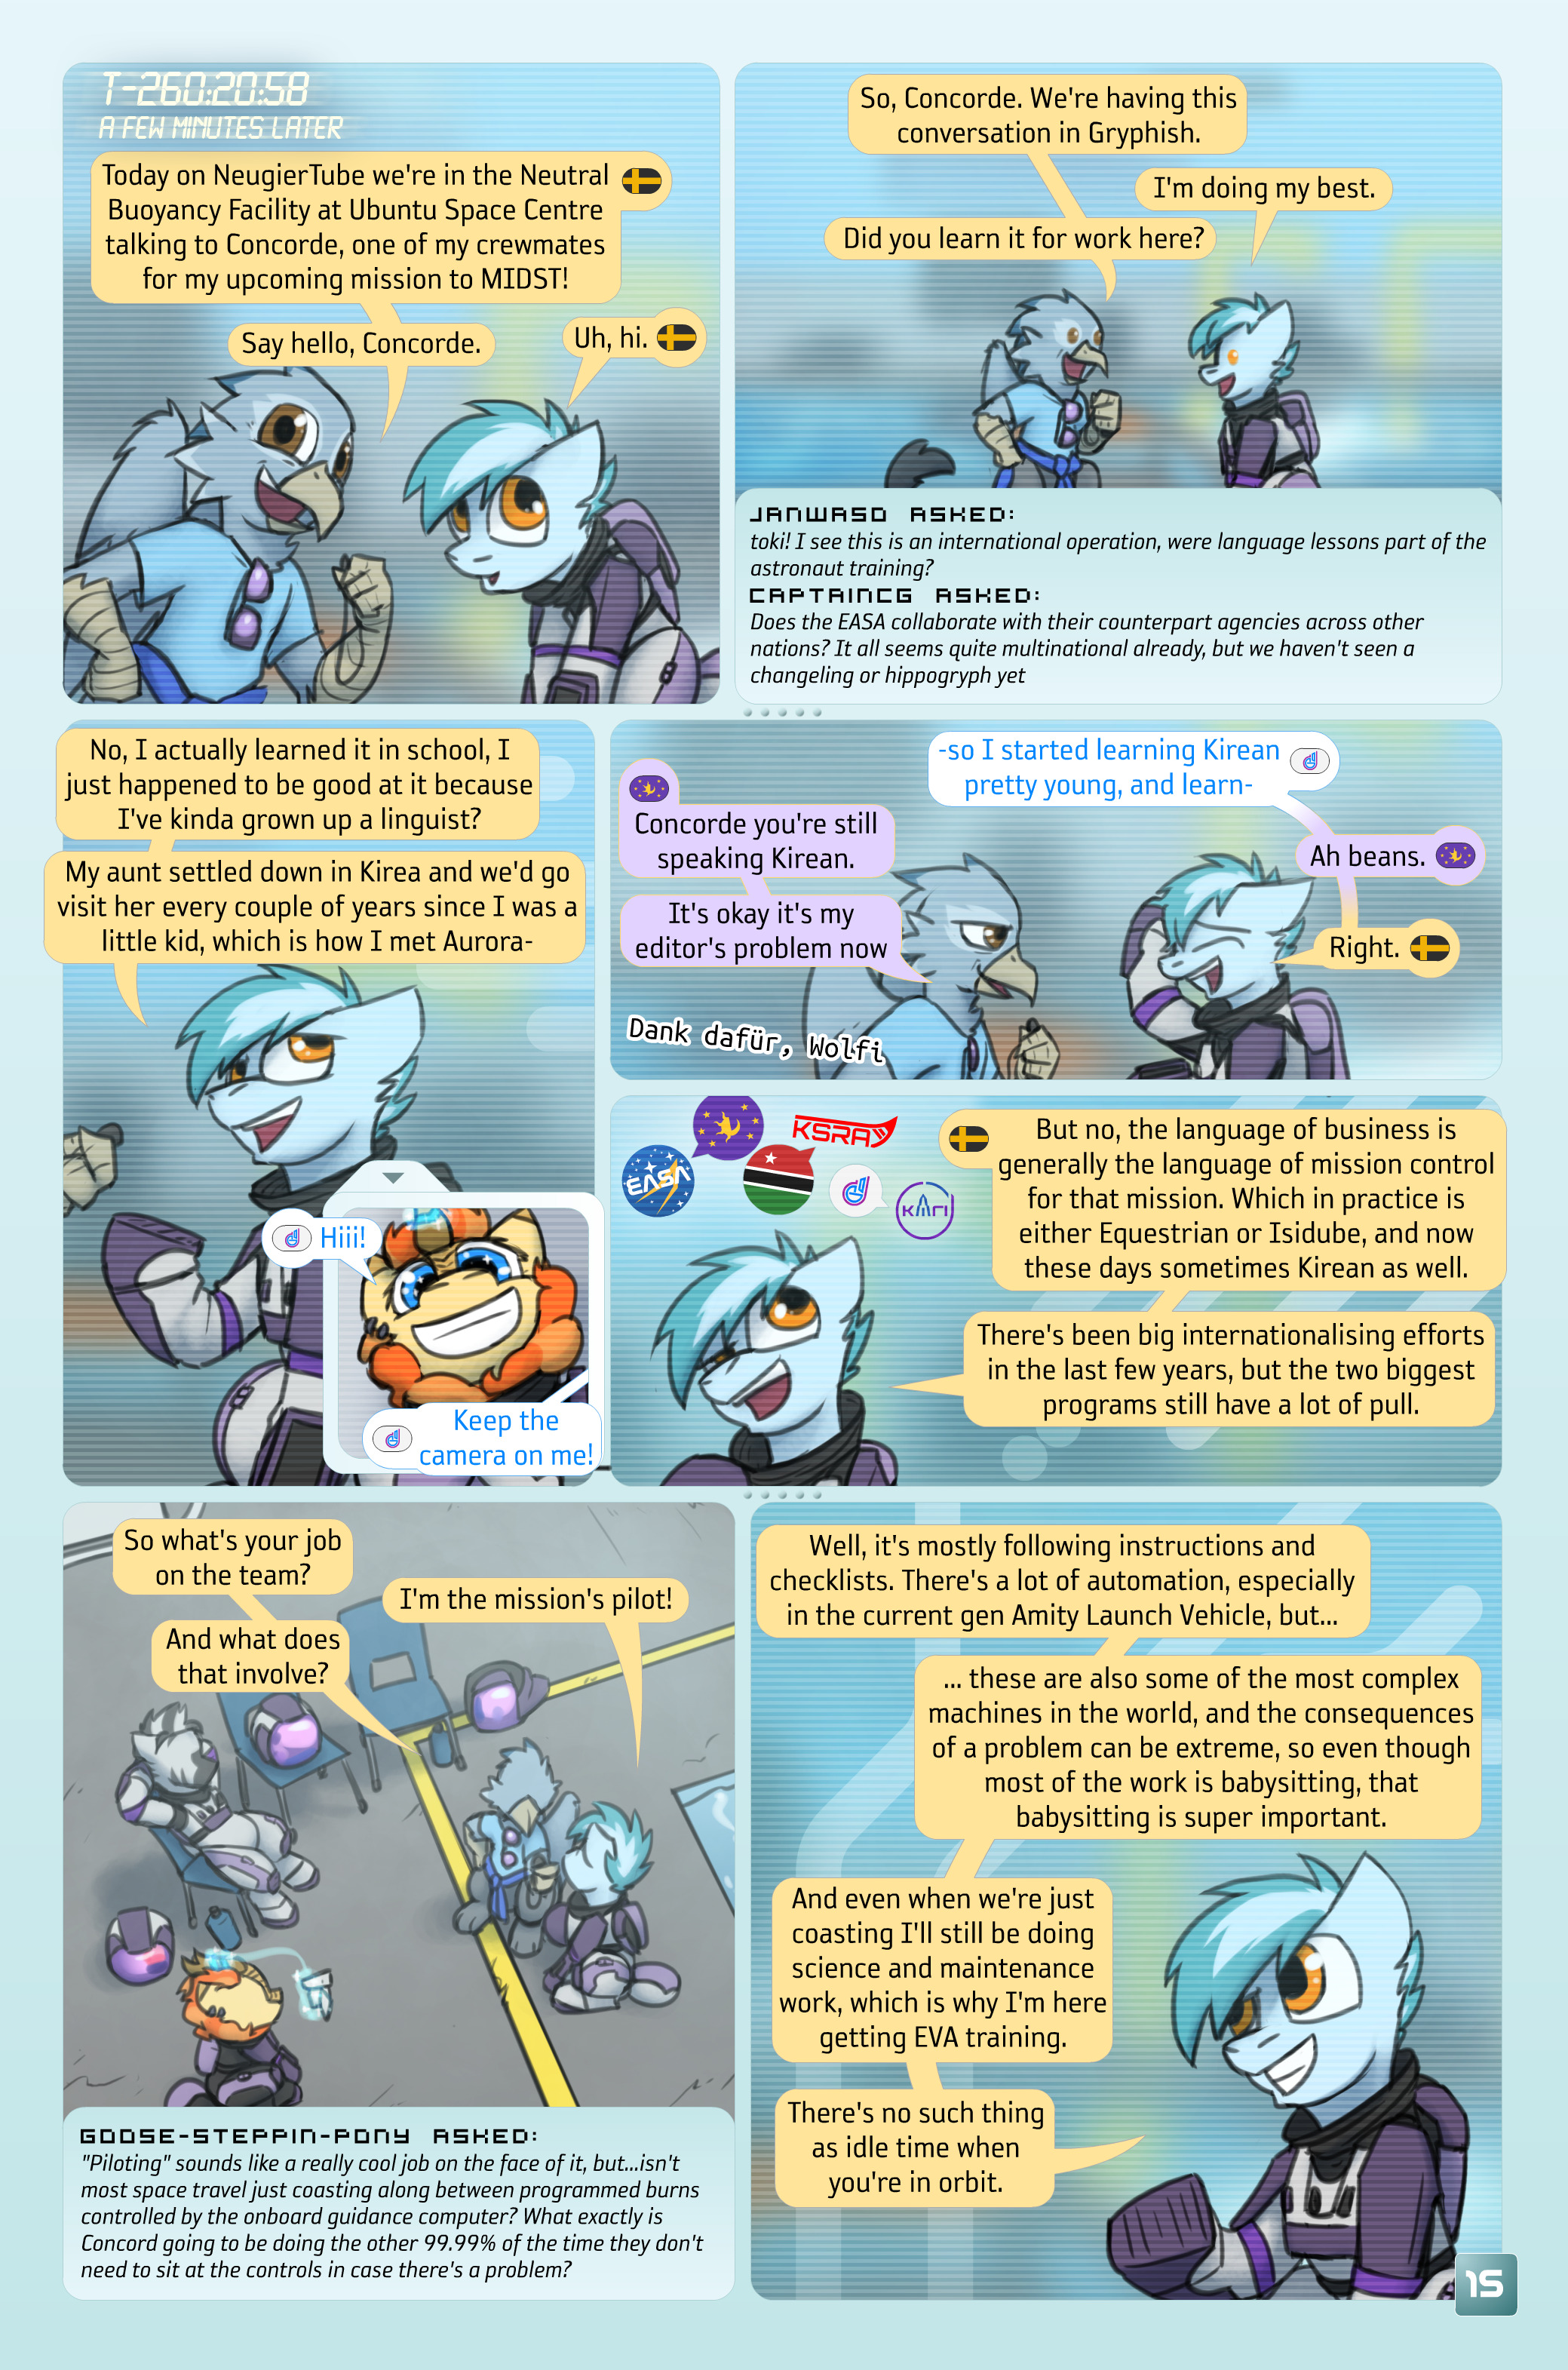 T-260:20:58
A FEW MINUTES LATER
Today on NeugierTube we're in the Neutral
Buoyancy Facility at Ubuntu Space Centre
talking to Concorde, one of my crewmates
for my upcoming mission to MIDST!
Say hello, Concorde.
Uh, hi.
So, Concorde. We're having this
conversation in Gryphish.
I'm doing my best.
Did you learn it for work here?
JANWASO ASKED:
toki! I see this is an international operation, were language lessons part of the
astronaut training?
CAPTAINCG ASKED:
Does the EASA collaborate with their counterpart agencies across other
nations? It all seems quite multinational already, but we haven't seen a
changeling or hippogryph yet
No, I actually learned it in school, I
just happened to be good at it because
I've kinda grown up a linguist?
My aunt settled down in Kirea and we'd go
visit her every couple of years since I was a
little kid, which is how I met Aurora-
Hiii!
Keep the
camera on me!
-so I started learning Kirean
pretty young, and learn-
Concorde you're still
speaking Kirean.
Ah beans.
It's okay it's my
editor's problem now
Right.
Dank dafür, Wolfi
EASA
KSRA
KARI
But no, the language of business is
generally the language of mission control
for that mission. Which in practice is
either Equestrian or Isidube, and now
these days sometimes Kirean as well.
There's been big internationalising efforts
in the last few years, but the two biggest
programs still have a lot of pull.
So what's your job
on the team?
I'm the mission's pilot!
And what does
that involve?
GOOSE-STEPPIN-PONY ASKED:
"Piloting" sounds like a really cool job on the face of it, but...isn't
most space travel just coasting along between programmed burns
controlled by the onboard guidance computer? What exactly is
Concord going to be doing the other 99.99% of the time they don't
need to sit at the controls in case there's a problem?
Well, it's mostly following instructions and
checklists. There's a lot of automation, especially
in the current gen Amity Launch Vehicle, but...
... these are also some of the most complex
machines in the world, and the consequences
of a problem can be extreme, so even though
most of the work is babysitting, that
babysitting is super important.
And even when we're just
coasting I'll still be doing
science and maintenance
work, which is why I'm here
getting EVA training.
There's no such thing
as idle time when
you're in orbit.
15